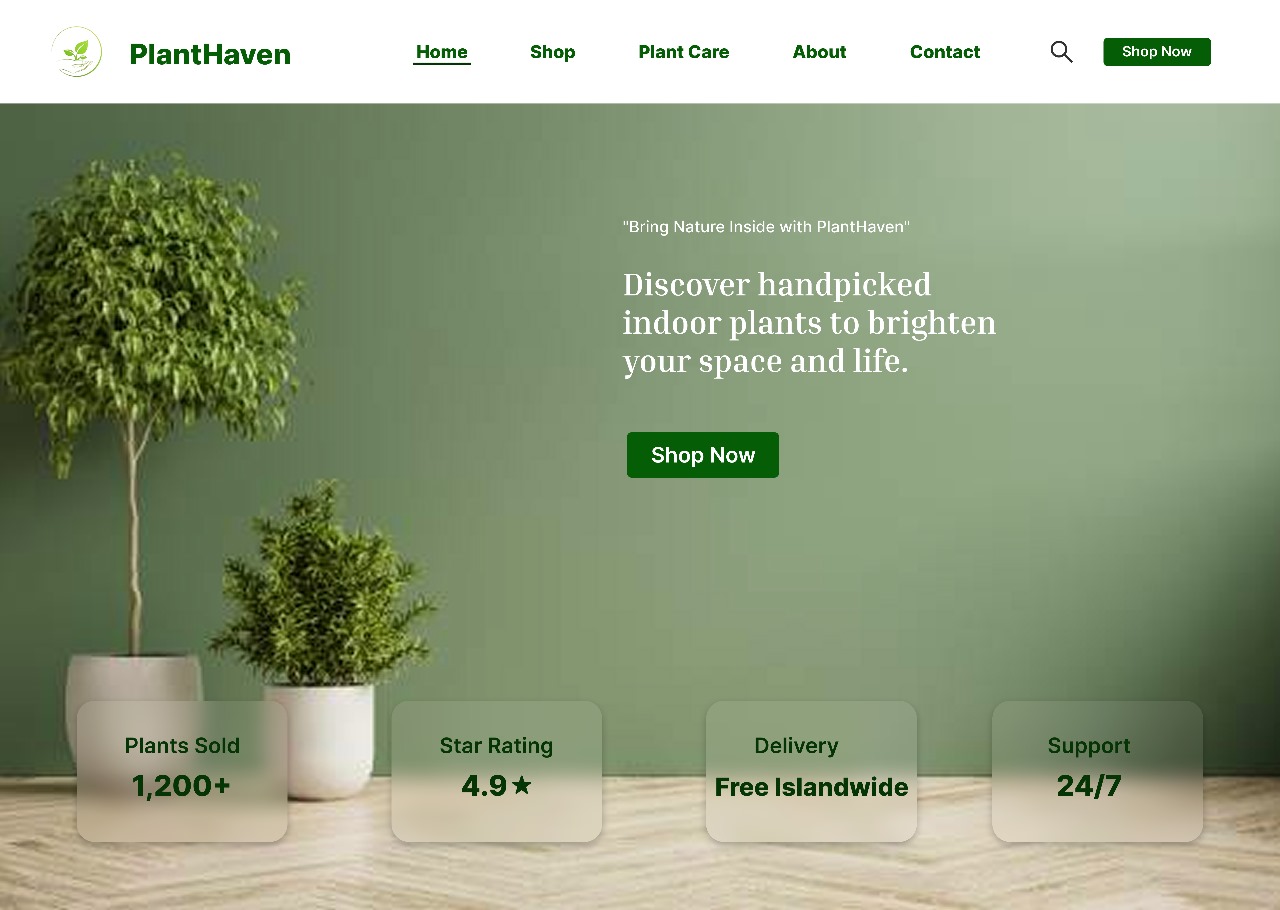 PlantHaven
Home
Shop
Plant Care
About
Contact
Shop Now
"Bring Nature Inside with PlantHaven"
Discover handpicked
indoor plants to brighten
your space and life.
Shop Now
Plants Sold
1,200+
Star Rating
4.9★
Delivery
Free Islandwide
Support
24/7